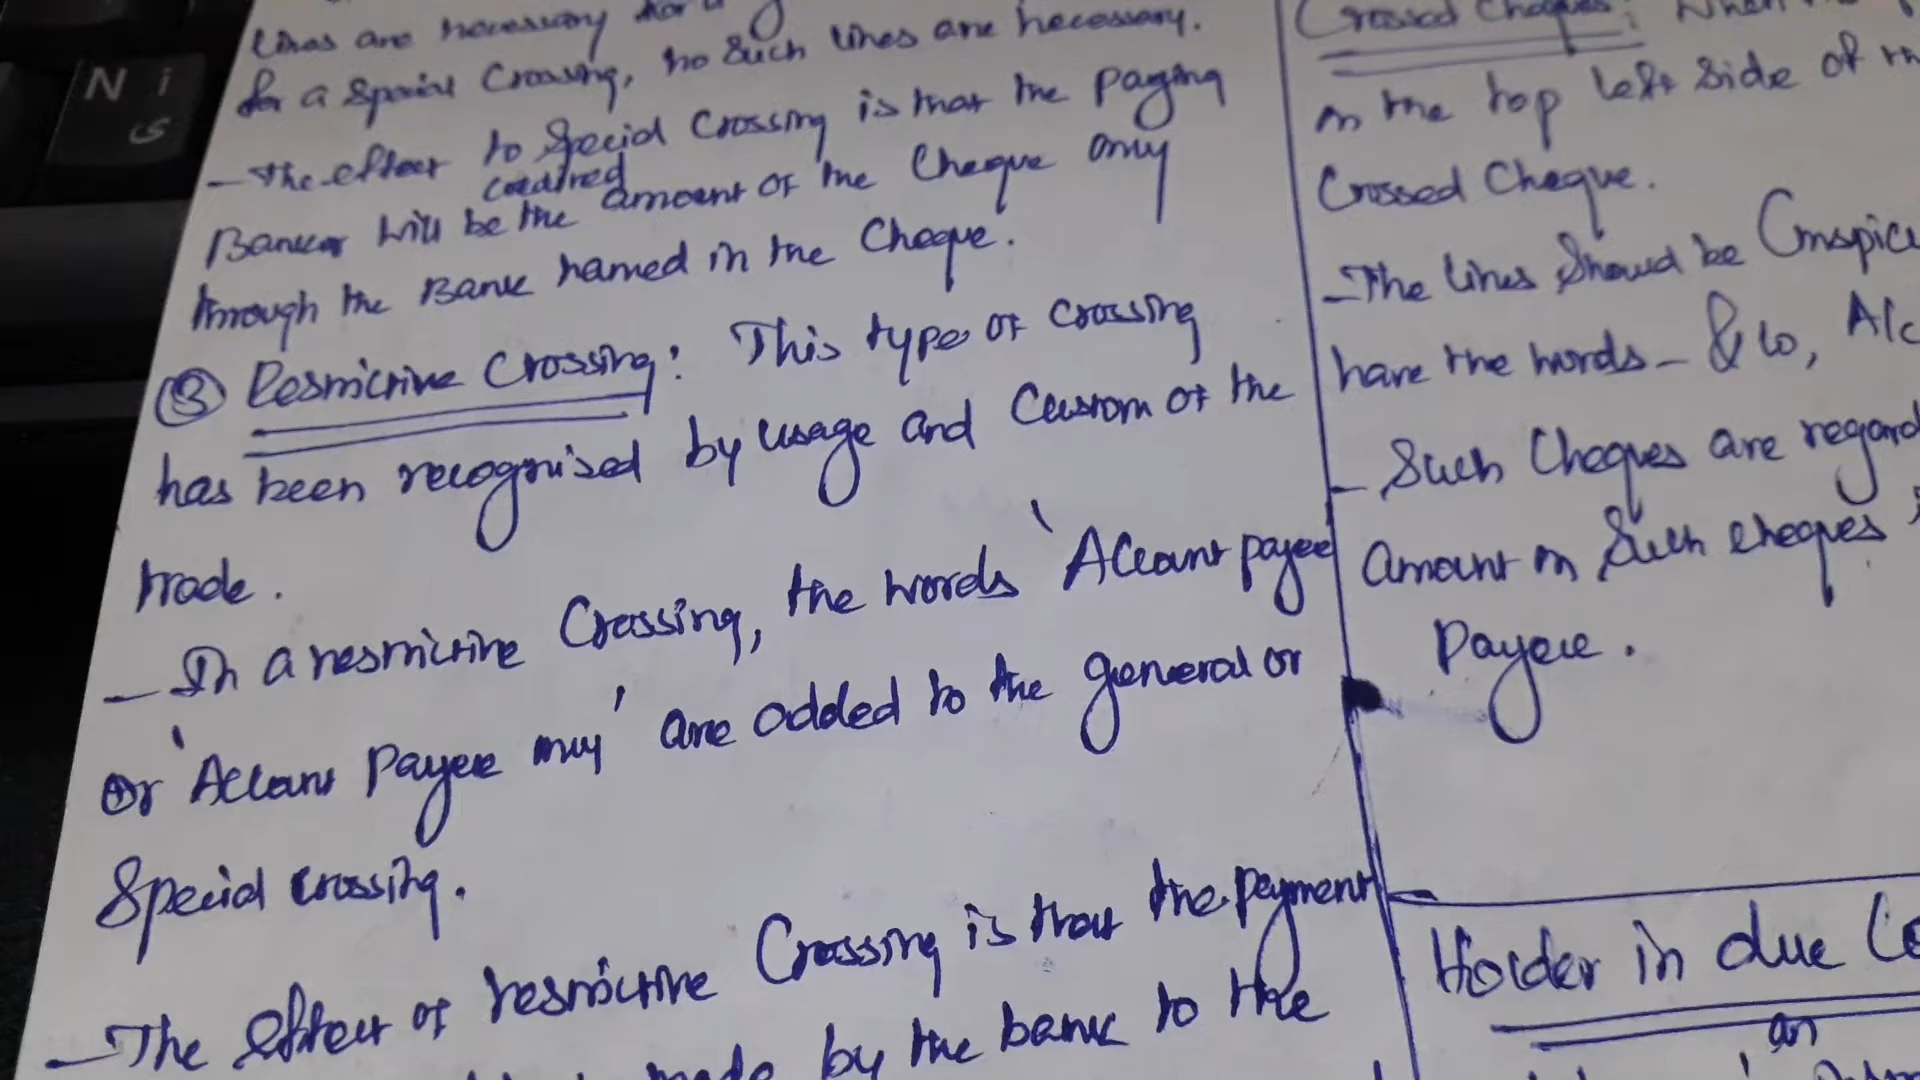 lines are necessary for
for a special Crossing, no such lines are necessary.
- The effect to Special Crossing is that the paying
Banker will be the amount of the Cheque only
through the Bank named in the Cheque.
③ Restrictive Crossing: This type of crossing
has been recognised by usage and Custom of the
trade.
- In a restrictive Crossing, the words 'Account payee
or 'Account Payee only' are added to the general or
Special crossing.
- The effect of restrictive Crossing is that the payment
made by the bank to the
Crossed Cheques: When
on the top left side of
Crossed Cheque.
- The lines should be
have the words - & Co, A/c
- Such Cheques are
amount on such cheques
Payee.
Holder in due
an